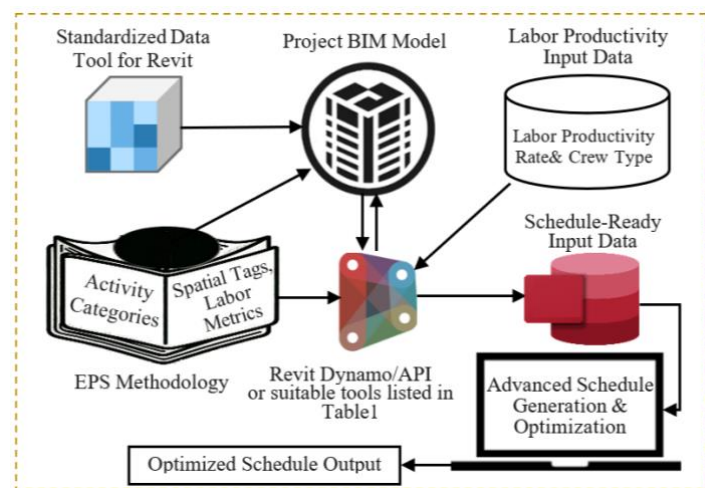 Standardized Data
Tool for Revit
Project BIM Model
Labor Productivity
Input Data
Labor Productivity
Rate& Crew Type
Schedule-Ready
Input Data
Activity
Categories
Spatial Tags,
Labor
Metrics
EPS Methodology
Revit Dynamo/API
or suitable tools listed in
Table1
Advanced Schedule
Generation &
Optimization
Optimized Schedule Output